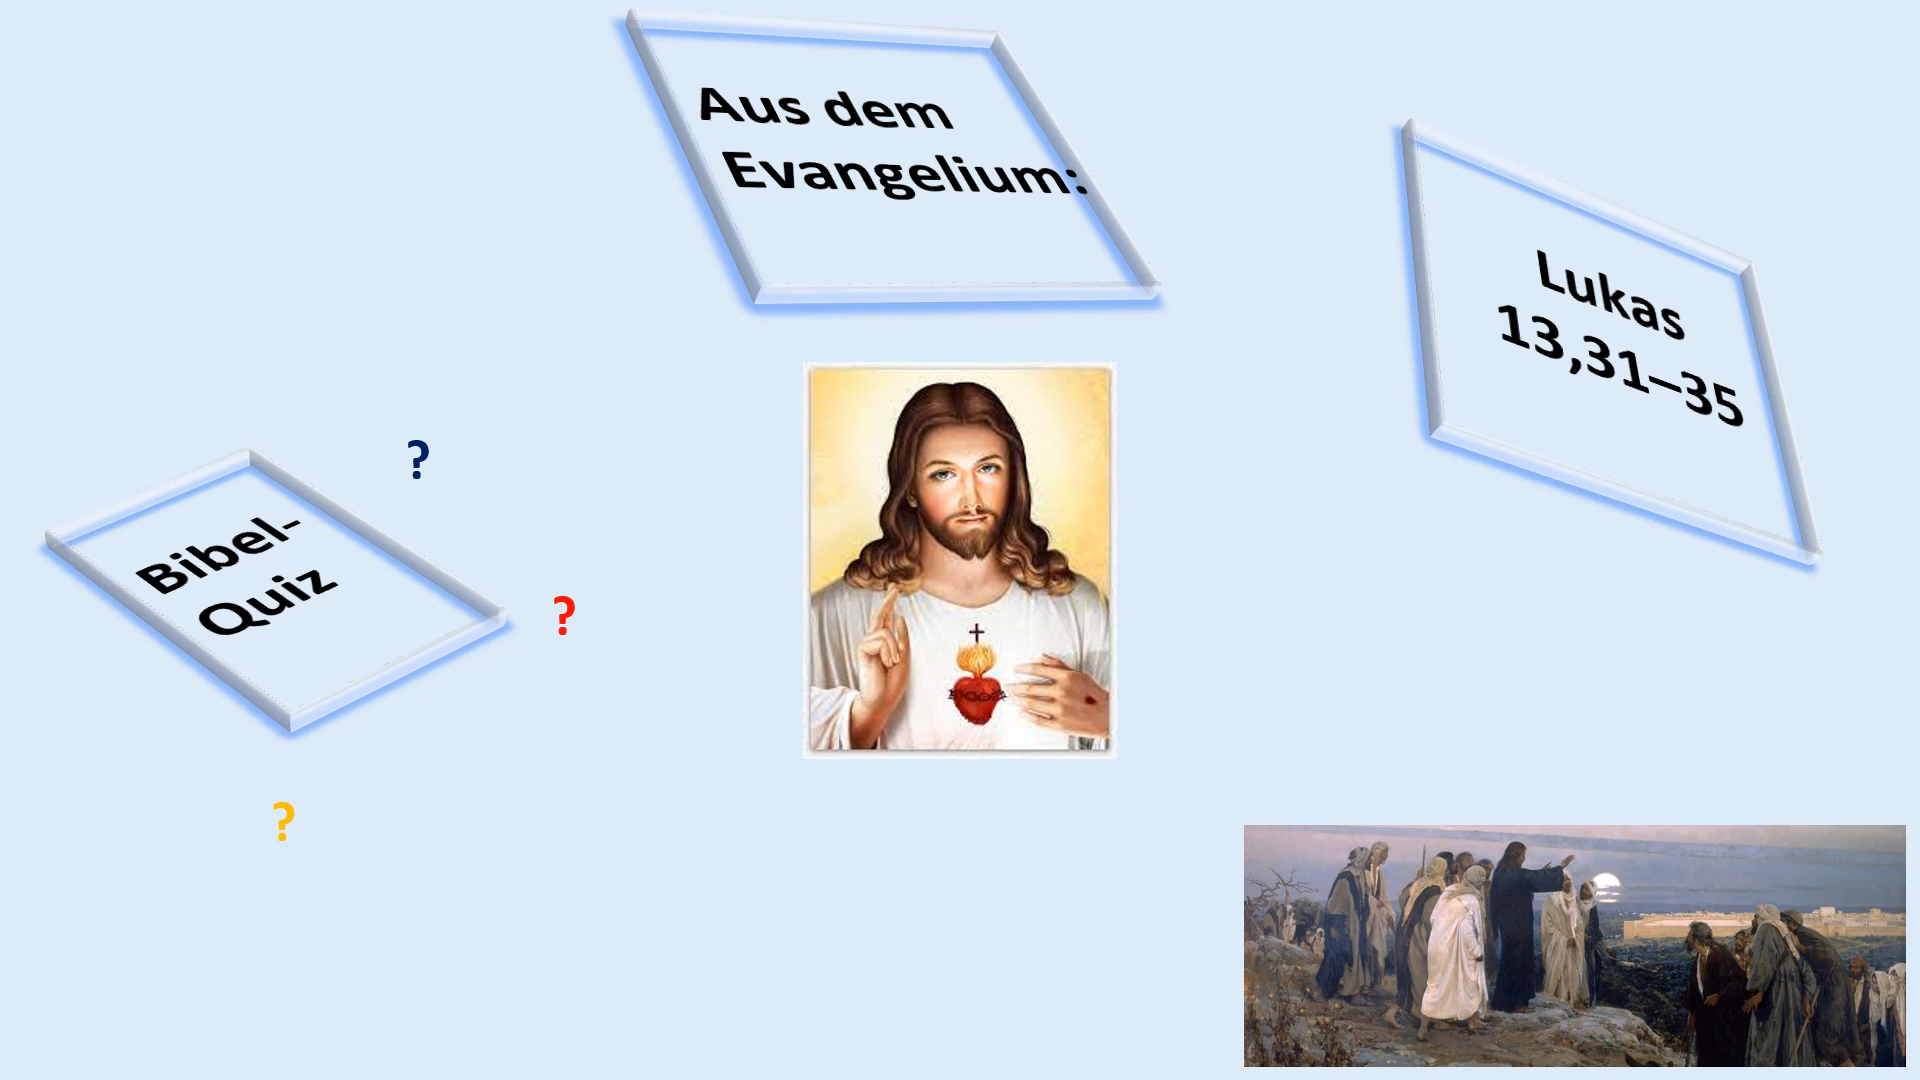 Aus dem
Evangelium:
Lukas
13,31–35
?
Bibel-
Quiz
?
?